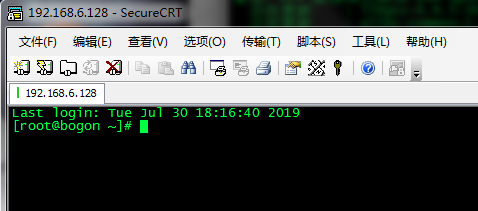 192.168.6.128 - SecureCRT
文件(F) 编辑(E) 查看(V) 选项(O) 传输(T) 脚本(S) 工具(L) 帮助(H)
192.168.6.128
Last login: Tue Jul 30 18:16:40 2019
[root@bogon ~]#